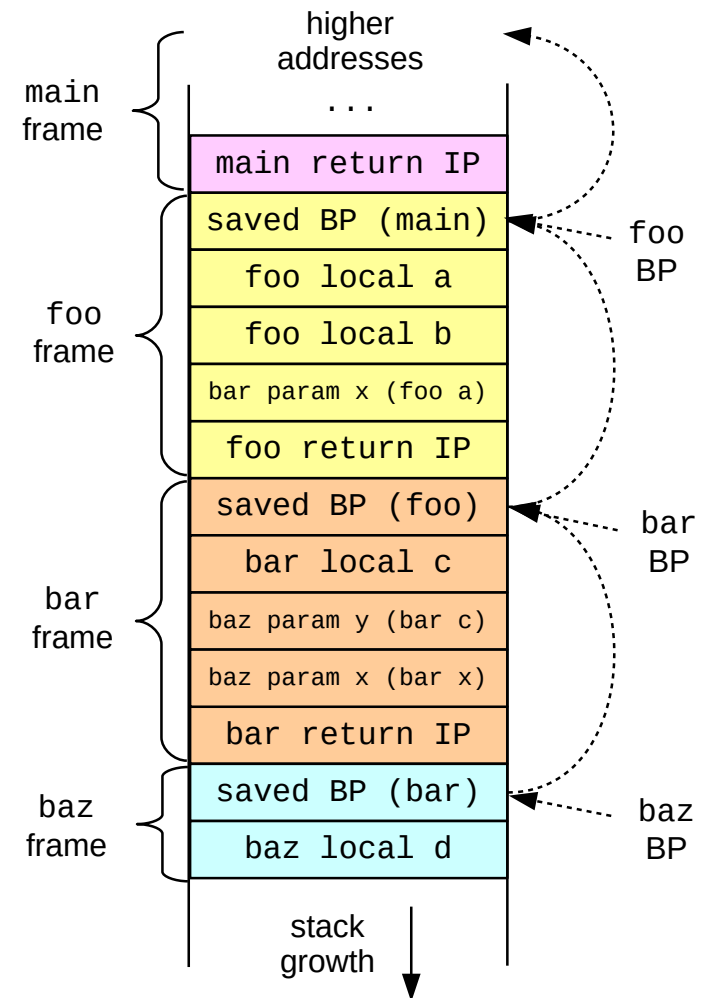 higher
addresses
...
main
frame
main return IP
saved BP (main)
foo
BP
foo local a
foo
frame
foo local b
bar param x (foo a)
foo return IP
saved BP (foo)
bar
BP
bar local c
bar
frame
baz param y (bar c)
baz param x (bar x)
bar return IP
saved BP (bar)
baz
BP
baz
frame
baz local d
stack
growth